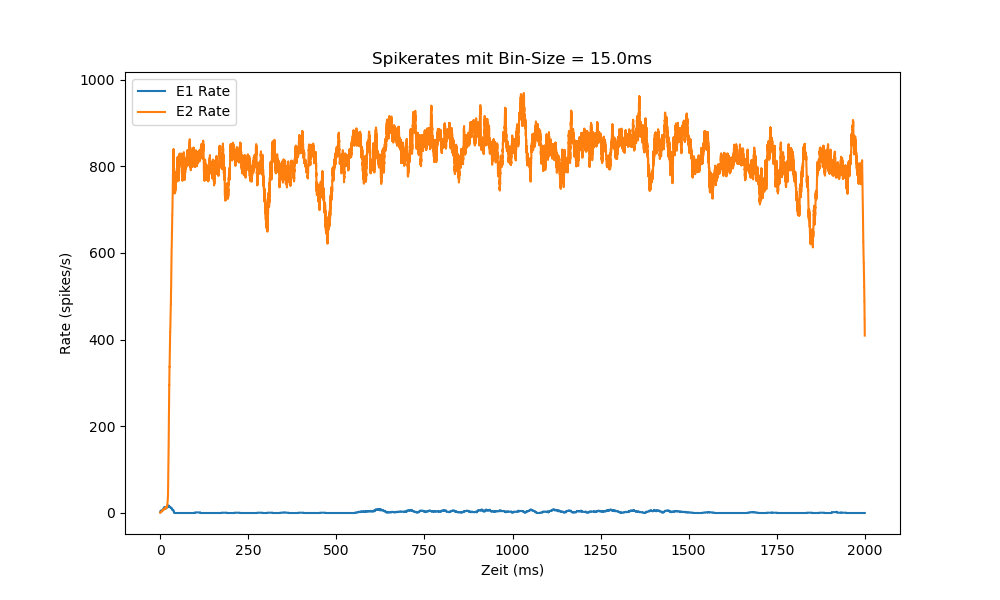 Spikerates mit Bin-Size = 15.0ms
E1 Rate
E2 Rate
1000
800
600
400
200
0
Rate (spikes/s)
0 250 500 750 1000 1250 1500 1750 2000
Zeit (ms)